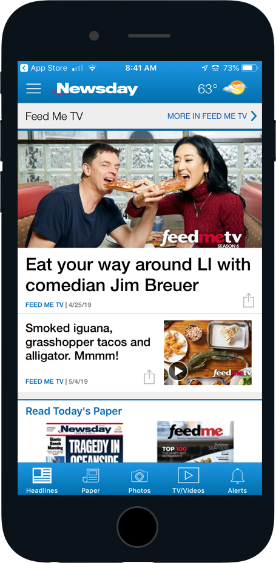 App Store 8:41 AM 73%
Newsday 63°
Feed Me TV MORE IN FEED ME TV
feedmetv
SEASON 6
Eat your way around LI with
comedian Jim Breuer
FEED ME TV | 4/25/19
Smoked iguana,
grasshopper tacos and
alligator. Mmmm!
FEED ME TV | 5/4/19
feedmetv
Read Today's Paper
Newsday
TRAGEDY IN
OCEANSIDE
feedme
TOP 100
Headlines Paper Photos TV/Videos Alerts